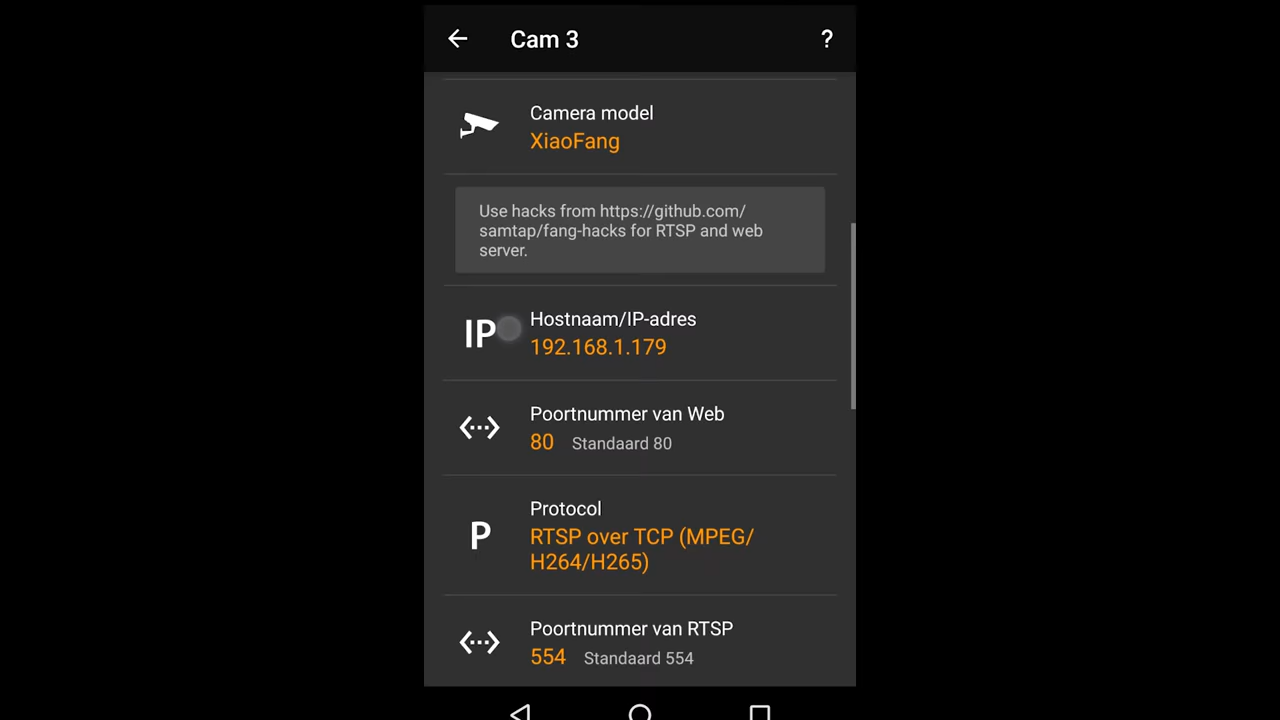 Cam 3
?
Camera model
XiaoFang
Use hacks from https://github.com/
samtap/fang-hacks for RTSP and web
server.
IP
Hostnaam/IP-adres
192.168.1.179
Poortnummer van Web
80 Standaard 80
P
Protocol
RTSP over TCP (MPEG/
H264/H265)
Poortnummer van RTSP
554 Standaard 554